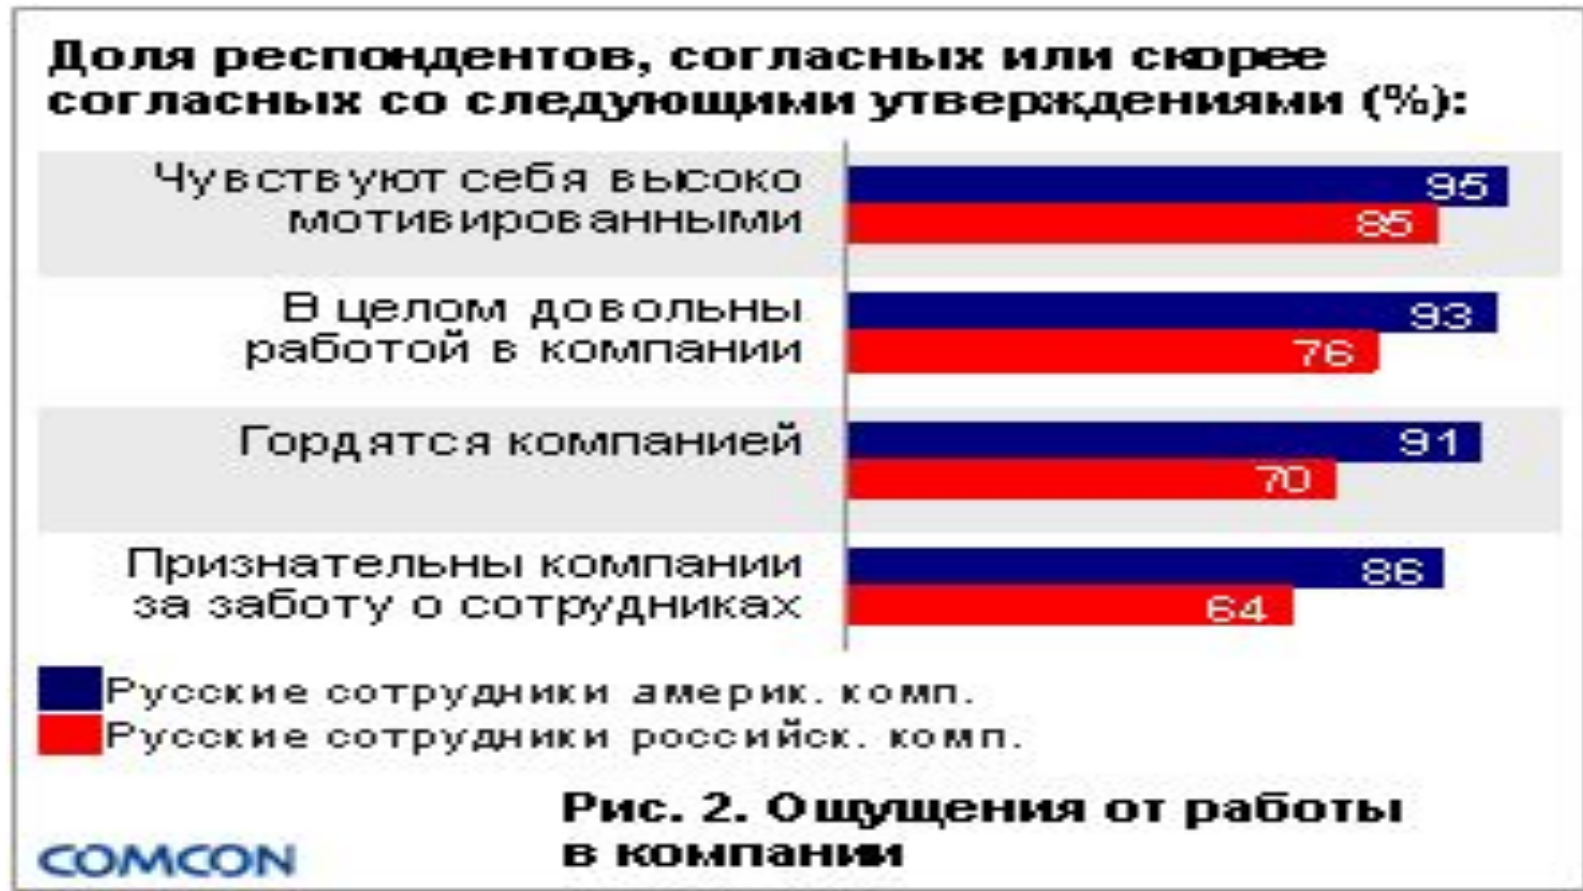 Доля респондентов, согласных или скорее
согласных со следующими утверждениями (%):
Чувствуют себя высоко
мотивированными
95
85
В целом довольны
работой в компании
93
76
Гордятся компанией
91
70
Признательны компании
за заботу о сотрудниках
86
64
Русские сотрудники америк. комп.
Русские сотрудники российск. комп.
Рис. 2. Ощущения от работы
в компании
COMCON